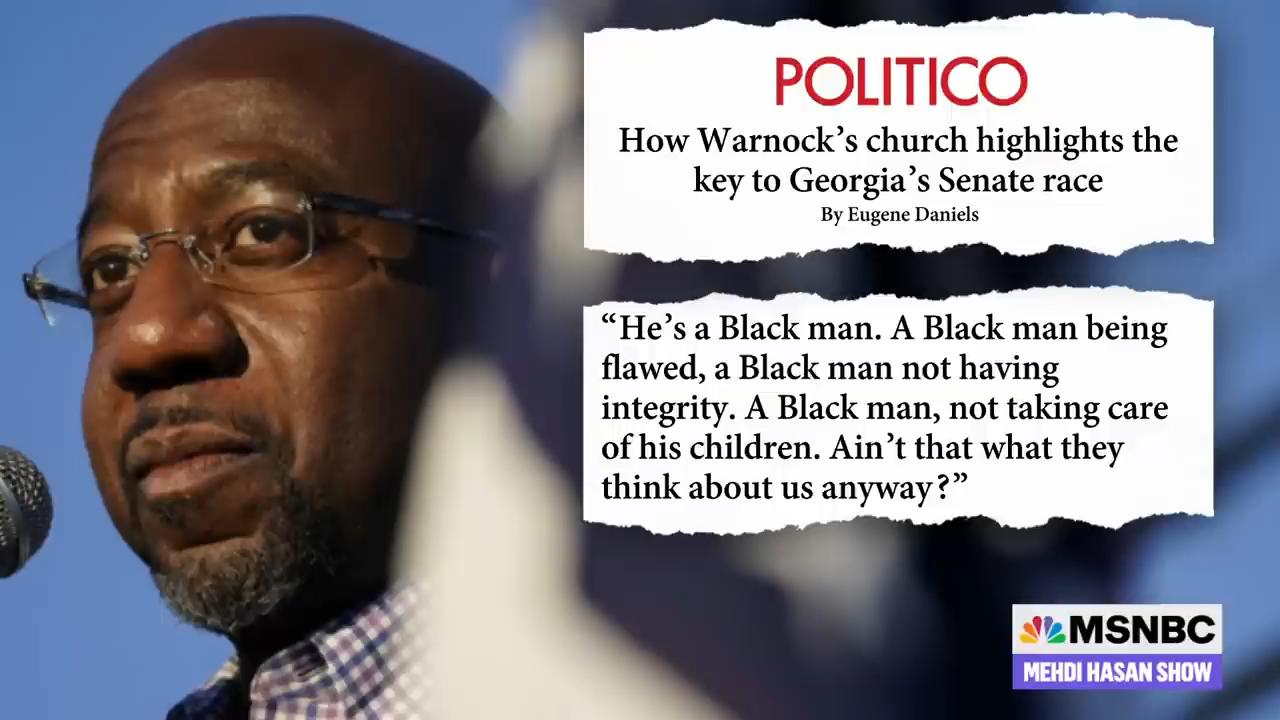 POLITICO
How Warnock’s church highlights the
key to Georgia’s Senate race
By Eugene Daniels
“He’s a Black man. A Black man being
flawed, a Black man not having
integrity. A Black man, not taking care
of his children. Ain’t that what they
think about us anyway?”
MSNBC
MEHDI HASAN SHOW